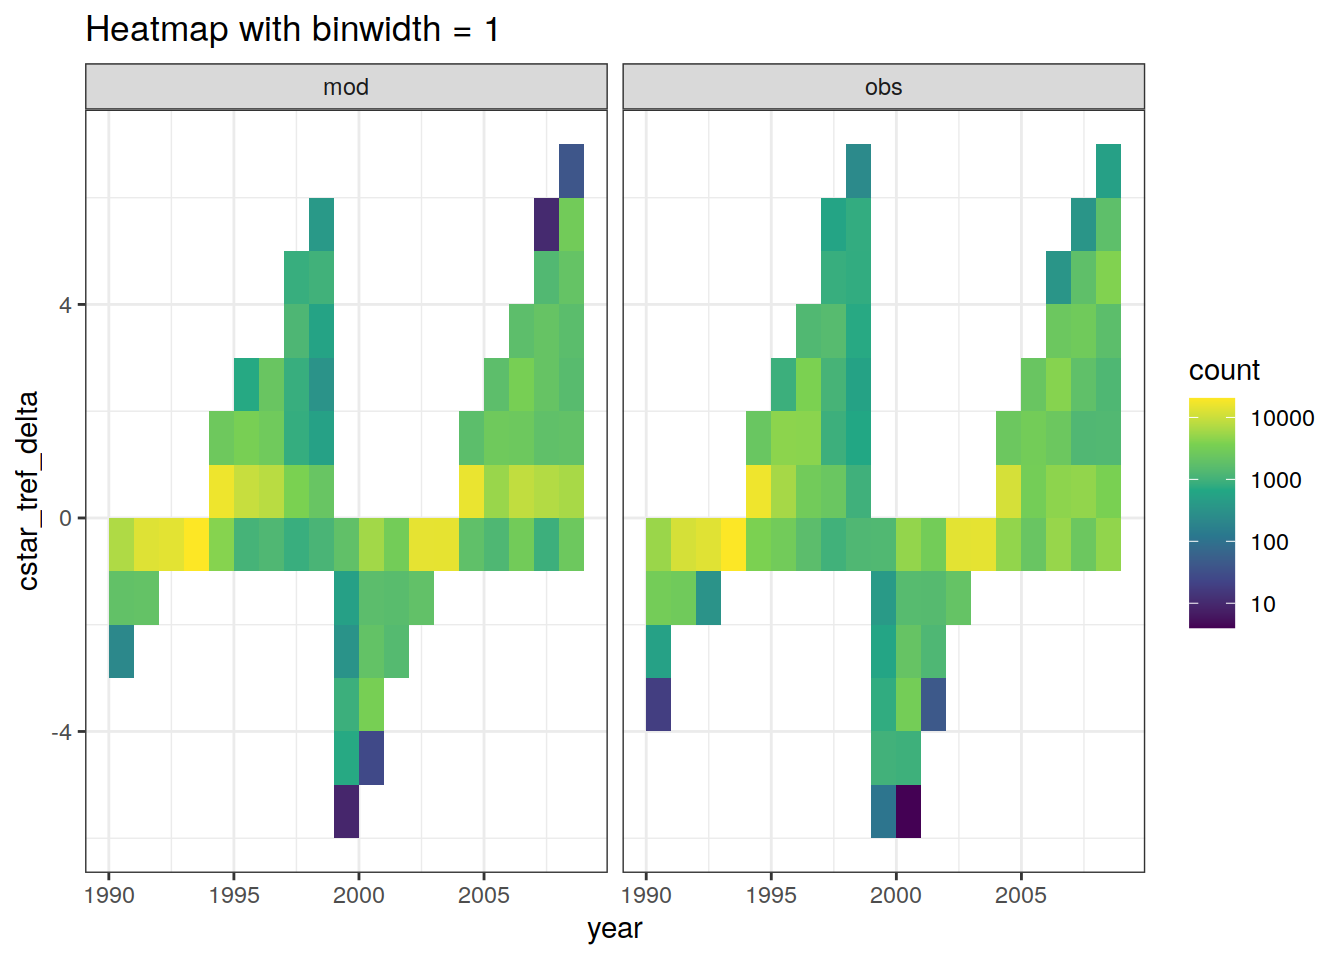 Heatmap with binwidth = 1
mod
obs
4
0
-4
cstar_tref_delta
1990
1995
2000
2005
1990
1995
2000
2005
year
count
10000
1000
100
10